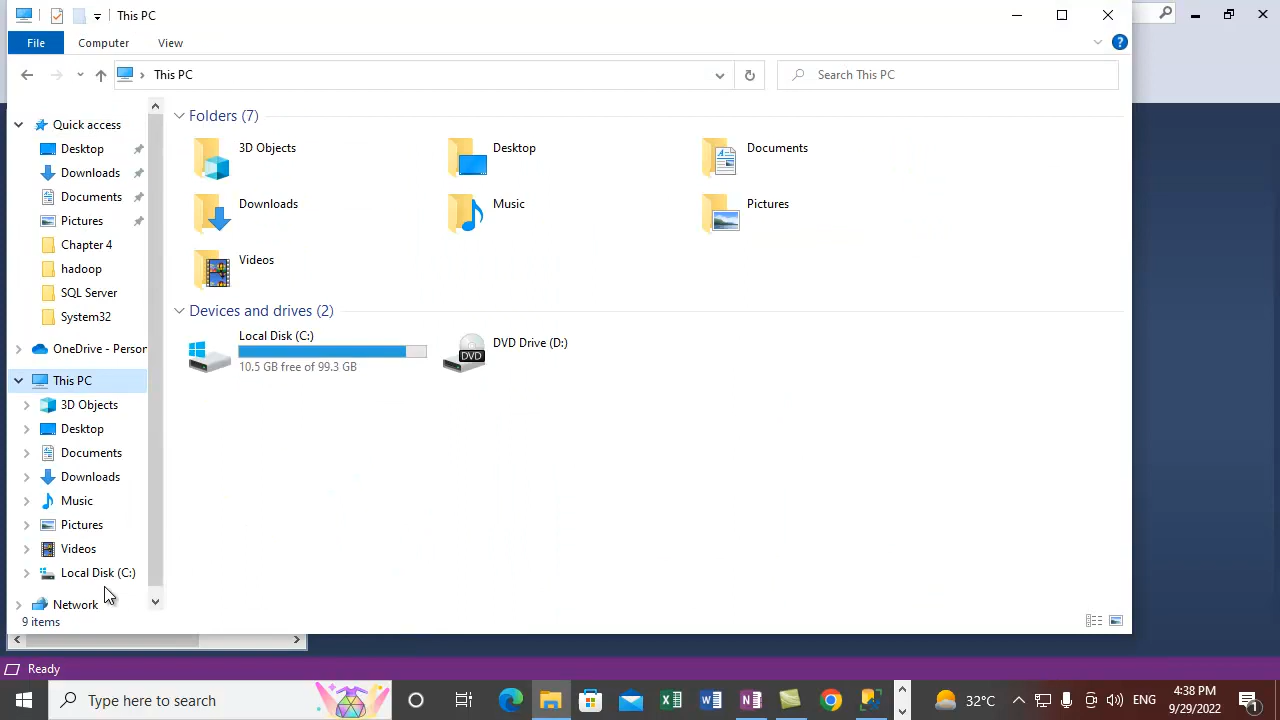 This PC
File
Computer
View
This PC
Search This PC
Quick access
Desktop
Downloads
Documents
Pictures
Chapter 4
hadoop
SQL Server
System32
OneDrive - Person
This PC
3D Objects
Desktop
Documents
Downloads
Music
Pictures
Videos
Local Disk (C:)
Network
Folders (7)
3D Objects
Desktop
Documents
Downloads
Music
Pictures
Videos
Devices and drives (2)
Local Disk (C:)
10.5 GB free of 99.3 GB
DVD
DVD Drive (D:)
9 items
Ready
Type here to search
32°C
ENG
4:38 PM
9/29/2022
1